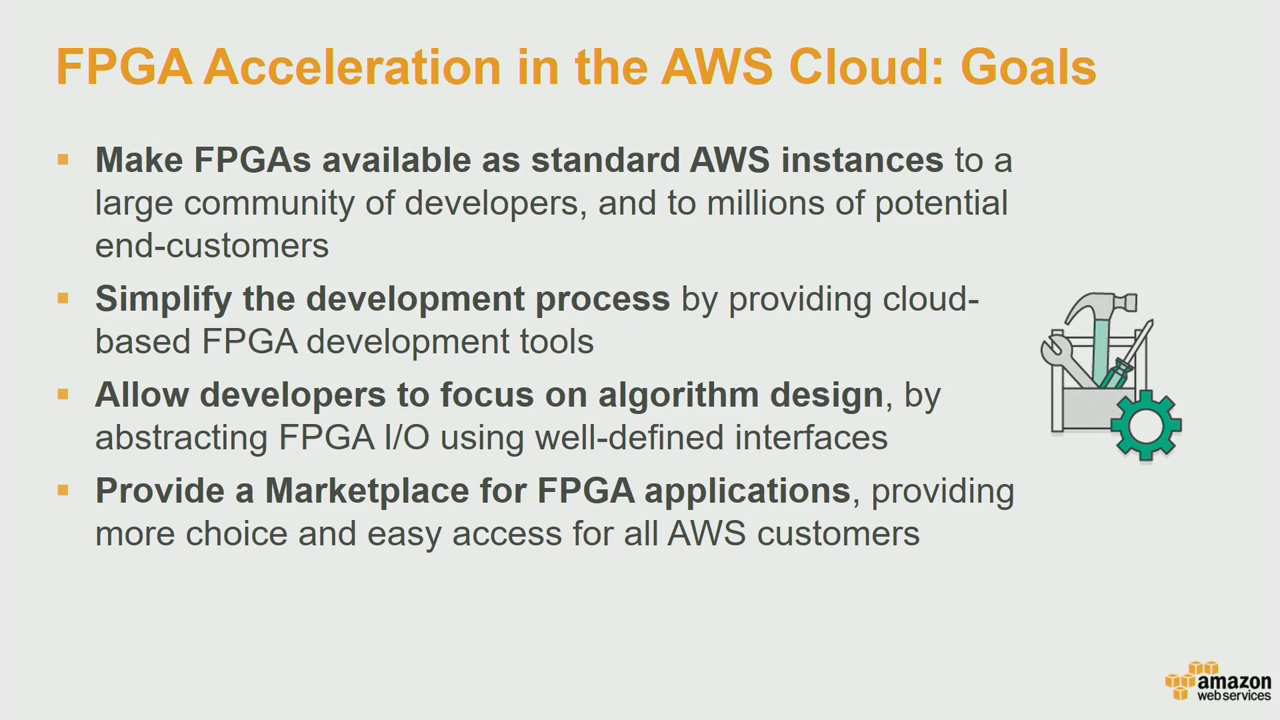 FPGA Acceleration in the AWS Cloud: Goals
Make FPGAs available as standard AWS instances to a
large community of developers, and to millions of potential
end-customers
Simplify the development process by providing cloud-
based FPGA development tools
Allow developers to focus on algorithm design, by
abstracting FPGA I/O using well-defined interfaces
Provide a Marketplace for FPGA applications, providing
more choice and easy access for all AWS customers
amazon
web services